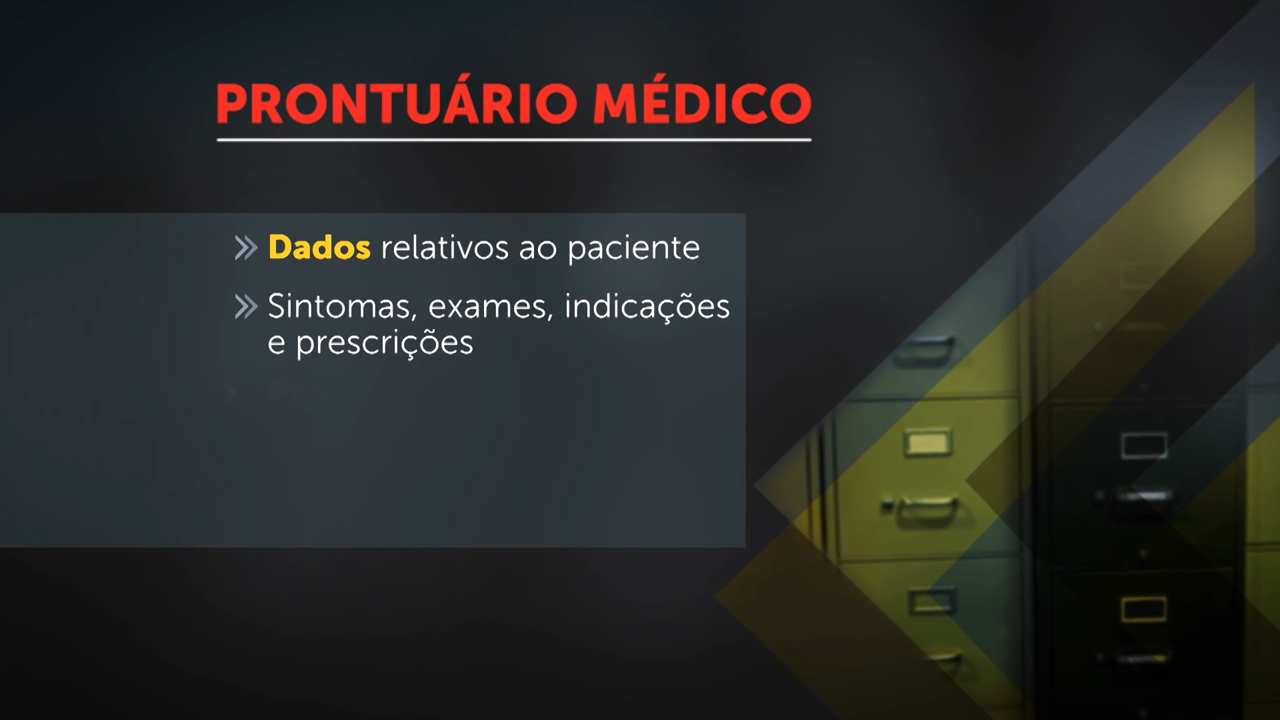 PRONTUÁRIO MÉDICO
» Dados relativos ao paciente
» Sintomas, exames, indicações
e prescrições